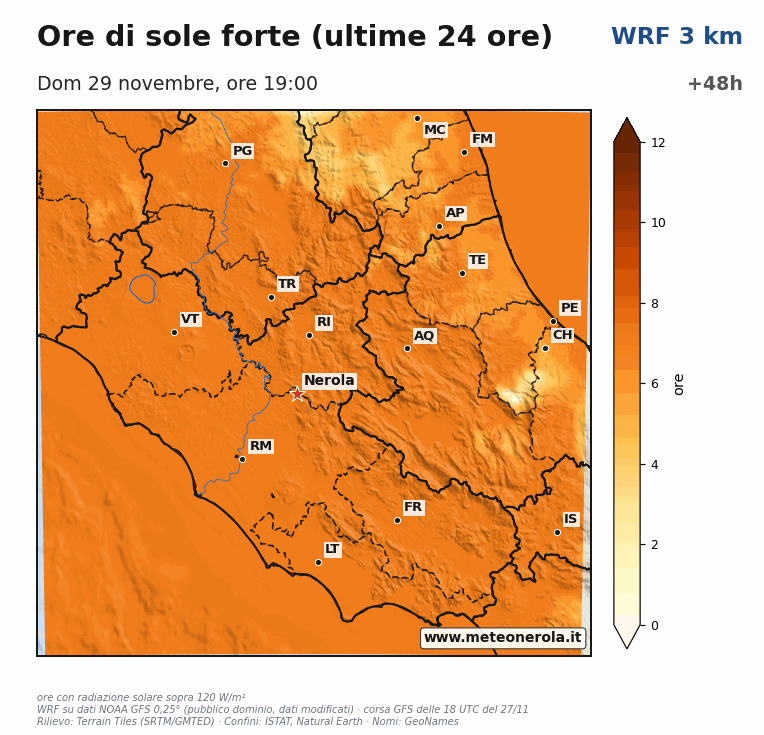 Ore di sole forte (ultime 24 ore)
WRF 3 km
Dom 29 novembre, ore 19:00
+48h
MC
FM
PG
AP
TE
TR
PE
VT
RI
AQ
CH
Nerola
RM
FR
IS
LT
www.meteonerola.it
12
10
8
6
4
2
0
ore
ore con radiazione solare sopra 120 W/m²
WRF su dati NOAA GFS 0,25° (pubblico dominio, dati modificati) · corsa GFS delle 18 UTC del 27/11
Rilievo: Terrain Tiles (SRTM/GMTED) · Confini: ISTAT, Natural Earth · Nomi: GeoNames